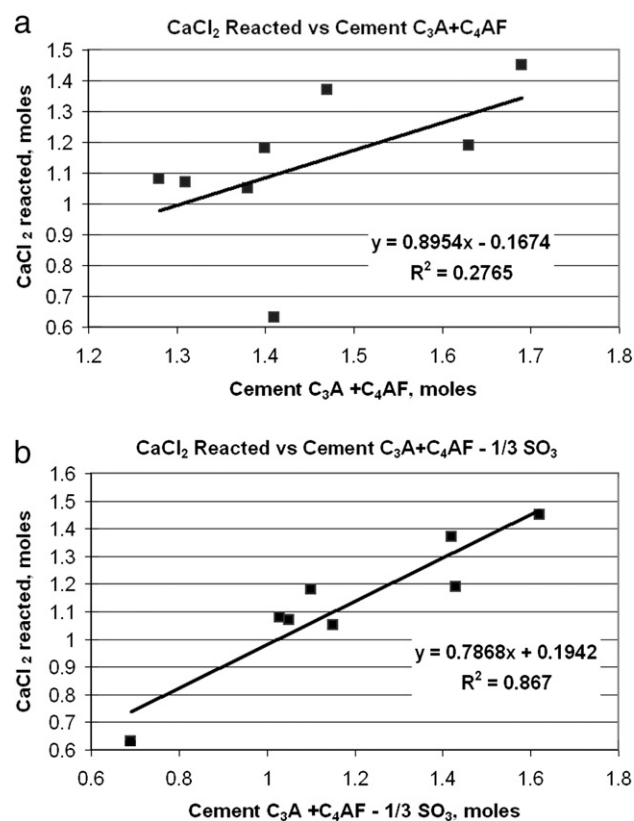 a
CaCl₂ Reacted vs Cement C₃A+C₄AF
CaCl ₂ reacted, moles
1.5
1.4
1.3
1.2
1.1
1
0.9
0.8
0.7
0.6
y = 0.8954x - 0.1674
R² = 0.2765
1.2 1.3 1.4 1.5 1.6 1.7 1.8
Cement C₃A +C₄AF, moles
b
CaCl₂ Reacted vs Cement C₃A+C₄AF - 1/3 SO₃
CaCl ₂ reacted, moles
1.6
1.5
1.4
1.3
1.2
1.1
1
0.9
0.8
0.7
0.6
y = 0.7868x + 0.1942
R² = 0.867
0.6 0.8 1 1.2 1.4 1.6 1.8
Cement C₃A +C₄AF - 1/3 SO₃, moles